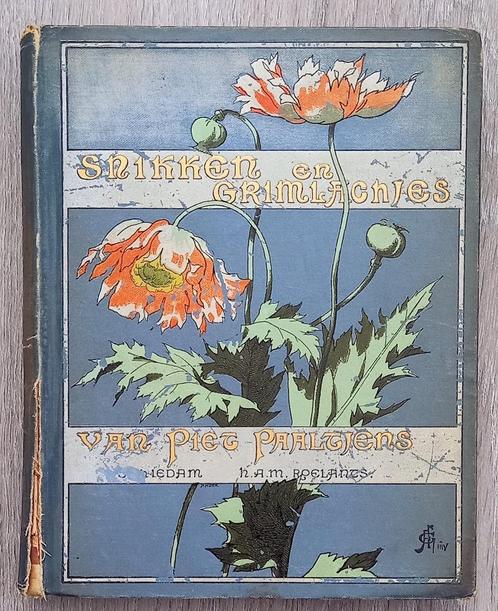 SNIKKEN en
GRIMLACHJES
VAN PIET PAALTJENS
H.A.M. ROELANTS.